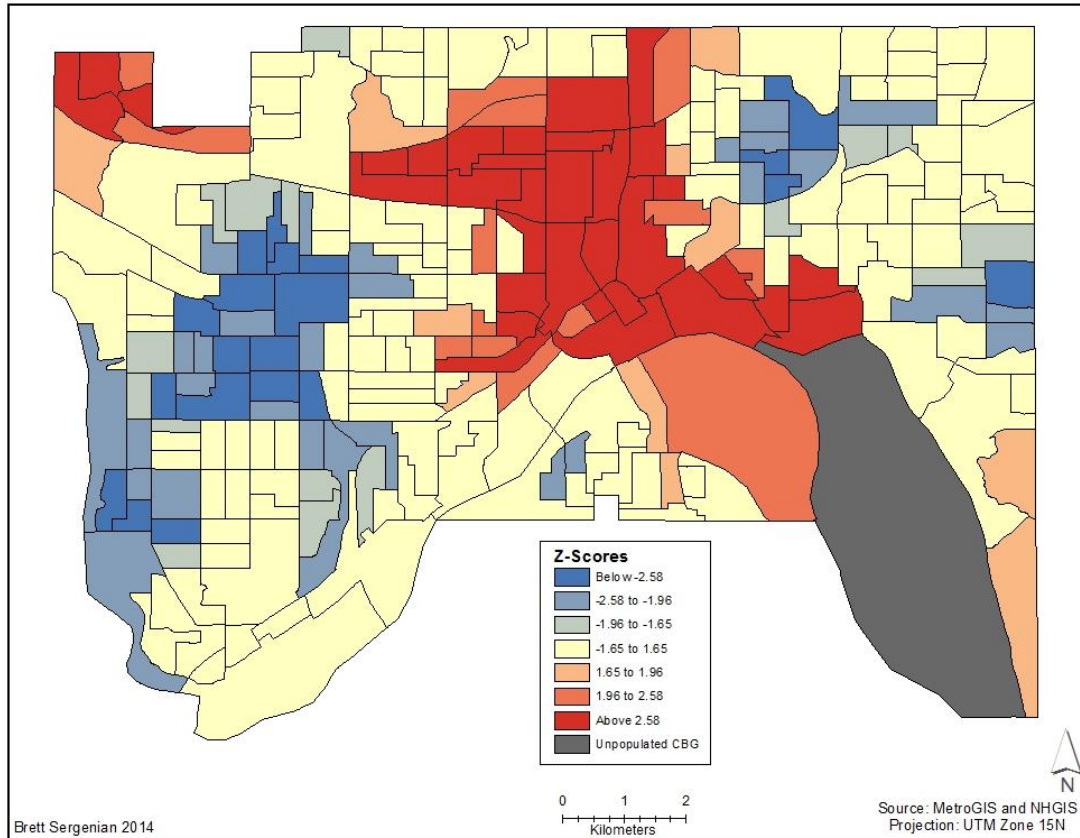 Z-Scores
Below -2.58
-2.58 to -1.96
-1.96 to -1.65
-1.65 to 1.65
1.65 to 1.96
1.96 to 2.58
Above 2.58
Unpopulated CBG
N
0 1 2
Kilometers
Brett Sergenian 2014
Source: MetroGIS and NHGIS
Projection: UTM Zone 15N